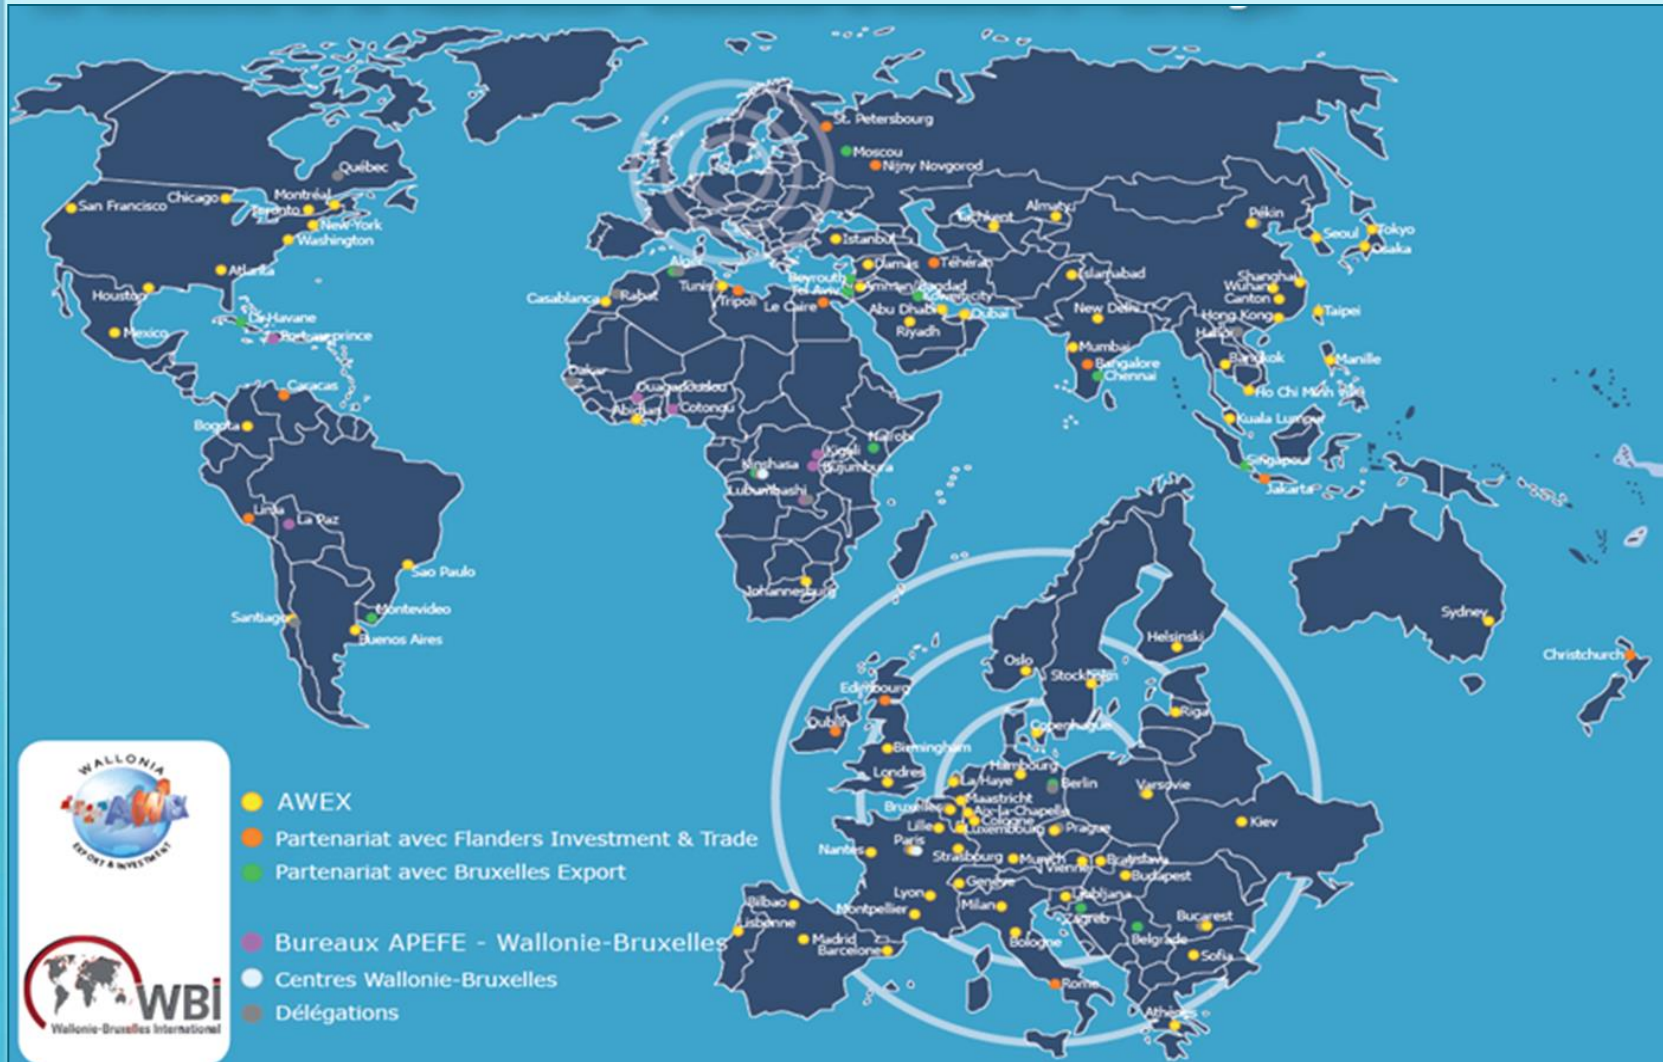 St. Petersbourg
Moscou
Nijny Novgorod
Québec
Chicago
Montréal
San Francisco
Toronto
New-York
Washington
Atlanta
Houston
Mexico
La Havane
Port-au-prince
Caracas
Bogota
Lima
La Paz
Sao Paulo
Santiago
Montevideo
Buenos Aires
Alger
Tunis
Tripoli
Casablanca
Rabat
Le Caire
Dakar
Ouagadougou
Abidjan
Cotonou
Nairobi
Kigali
Kinshasa
Bujumbura
Lubumbashi
Johannesburg
Istanbul
Damas
Téhéran
Beyrouth
Tel Aviv
Amman
Bagdad
Koweitcity
Abu Dhabi
Dubai
Riyadh
Tachkent
Almaty
Islamabad
New Delhi
Mumbai
Bangalore
Chennai
Pékin
Seoul
Tokyo
Osaka
Shanghai
Wuhan
Canton
Hong Kong
Taipei
Hanoi
Bangkok
Manille
Ho Chi Minh
Kuala Lumpur
Singapour
Jakarta
Sydney
Christchurch
Helsinski
Oslo
Stockholm
Riga
Edimbourg
Dublin
Copenhague
Birmingham
Londres
Hambourg
La Haye
Berlin
Varsovie
Maastricht
Bruxelles
Aix-la-Chapelle
Cologne
Lille
Luxembourg
Prague
Kiev
Paris
Nantes
Strasbourg
Munich
Vienne
Bratislava
Budapest
Genève
Lyon
Milan
Ljubljana
Bilbao
Montpellier
Zagreb
Bucarest
Lisbonne
Madrid
Bologne
Belgrade
Barcelone
Sofia
Rome
Athènes
WALLONIA
AWEX
EXPORT & INVESTMENT
AWEX
Partenariat avec Flanders Investment & Trade
Partenariat avec Bruxelles Export
Bureaux APEFE - Wallonie-Bruxelles
Centres Wallonie-Bruxelles
Délégations
WBI
Wallonie-Bruxelles International